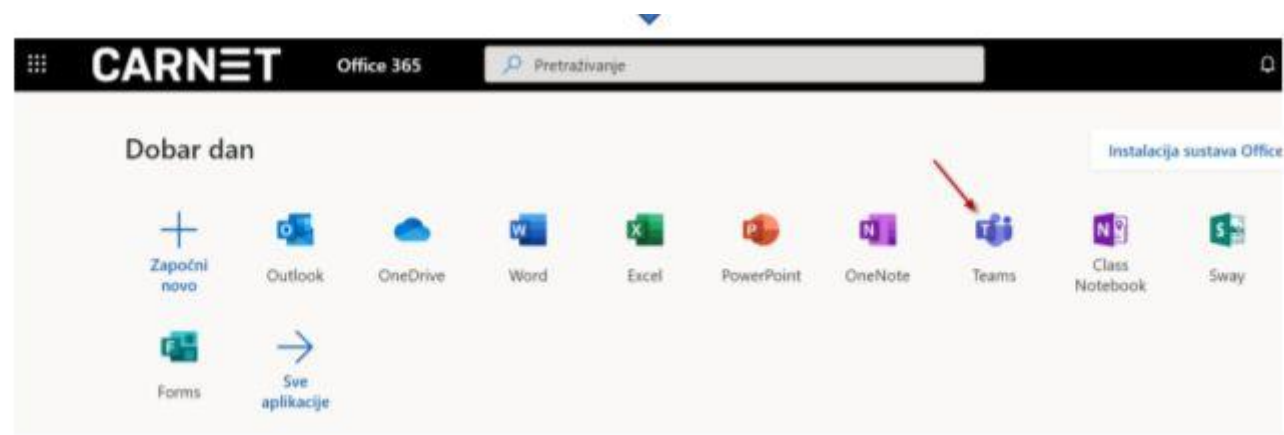 CARNET Office 365 Pretraživanje
Dobar dan
Instalacija sustava Office
Započni novo
Outlook
OneDrive
Word
Excel
PowerPoint
OneNote
Teams
Class Notebook
Sway
Forms
Sve aplikacije